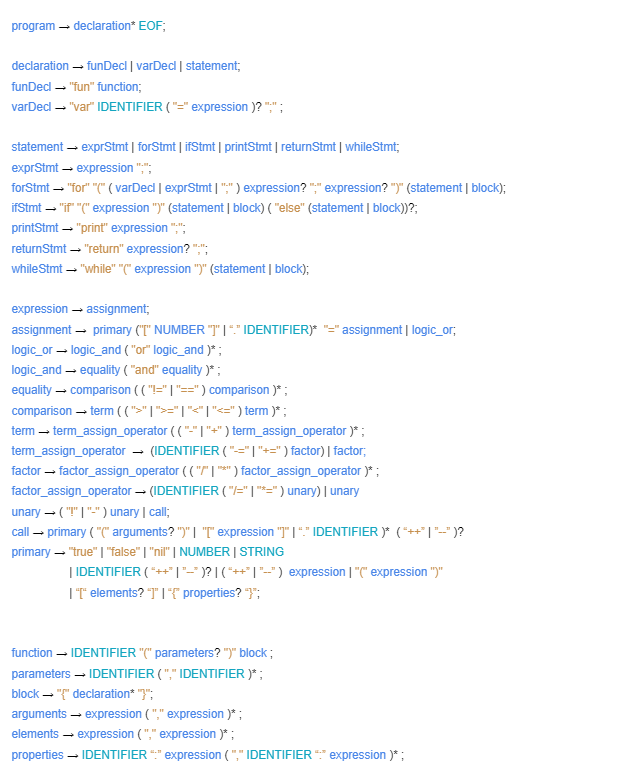 program → declaration* EOF;
declaration → funDecl | varDecl | statement;
funDecl → "fun" function;
varDecl → "var" IDENTIFIER ( "=" expression )? ";" ;
statement → exprStmt | forStmt | ifStmt | printStmt | returnStmt | whileStmt;
exprStmt → expression ";";
forStmt → "for" "(" ( varDecl | exprStmt | ";" ) expression? ";" expression? ")" (statement | block);
ifStmt → "if" "(" expression ")" (statement | block) ( "else" (statement | block))?;
printStmt → "print" expression ";";
returnStmt → "return" expression? ";";
whileStmt → "while" "(" expression ")" (statement | block);
expression → assignment;
assignment → primary ("[" NUMBER "]" | “.” IDENTIFIER)* "=" assignment | logic_or;
logic_or → logic_and ( "or" logic_and )* ;
logic_and → equality ( "and" equality )* ;
equality → comparison ( ( "!=" | "==" ) comparison )* ;
comparison → term ( ( ">" | ">=" | "<" | "<=" ) term )* ;
term → term_assign_operator ( ( "-" | "+" ) term_assign_operator )* ;
term_assign_operator → (IDENTIFIER ( "-=" | "+=" ) factor) | factor;
factor → factor_assign_operator ( ( "/" | "*" ) factor_assign_operator )* ;
factor_assign_operator → (IDENTIFIER ( "/=" | "*=" ) unary) | unary
unary → ( "!" | "-" ) unary | call;
call → primary ( "(" arguments? ")" | "[" expression "]" | “.” IDENTIFIER )* ( “++” | ”--” )?
primary → "true" | "false" | "nil" | NUMBER | STRING
| IDENTIFIER ( “++” | ”--” )? | ( “++” | ”--” ) expression | "(" expression ")"
| “[“ elements? “]” | “{” properties? “}”;
function → IDENTIFIER "(" parameters? ")" block ;
parameters → IDENTIFIER ( "," IDENTIFIER )* ;
block → "{" declaration* "}";
arguments → expression ( "," expression )* ;
elements → expression ( "," expression )* ;
properties → IDENTIFIER “:” expression ( "," IDENTIFIER “:” expression )* ;